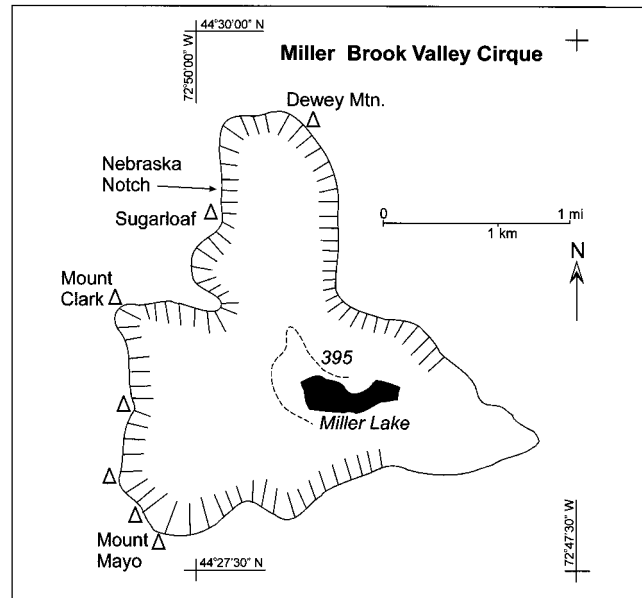 44°30'00" N
72°50'00" W
Miller Brook Valley Cirque
Dewey Mtn.
Nebraska
Notch
Sugarloaf
0
1 mi
1 km
N
Mount
Clark
395
Miller Lake
Mount
Mayo
44°27'30" N
72°47'30" W